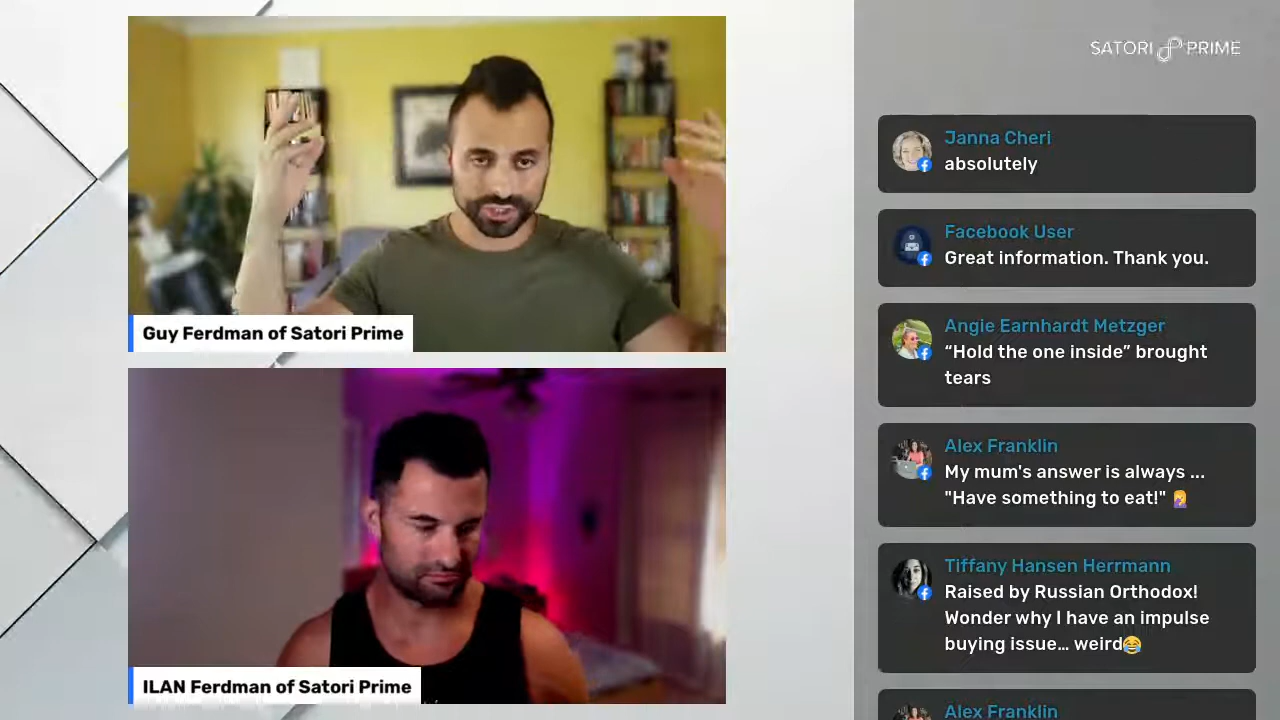 Guy Ferdman of Satori Prime
ILAN Ferdman of Satori Prime
SATORI PRIME
Janna Cheri
absolutely
Facebook User
Great information. Thank you.
Angie Earnhardt Metzger
“Hold the one inside” brought
tears
Alex Franklin
My mum's answer is always ...
"Have something to eat!" 🤦‍♀️
Tiffany Hansen Herrmann
Raised by Russian Orthodox!
Wonder why I have an impulse
buying issue... weird😂
Alex Franklin